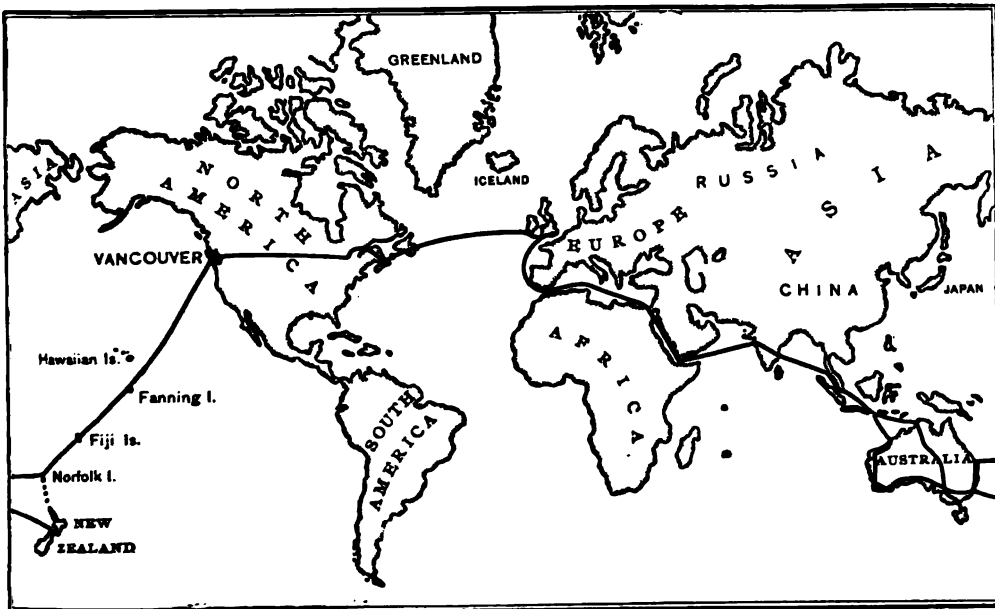 GREENLAND
ICELAND
ASIA
NORTH
AMERICA
RUSSIA
ASIA
EUROPE
VANCOUVER
CHINA
JAPAN
AFRICA
Hawaiian Is.
Fanning I.
SOUTH
AMERICA
Fiji Is.
AUSTRALIA
Norfolk I.
NEW
ZEALAND